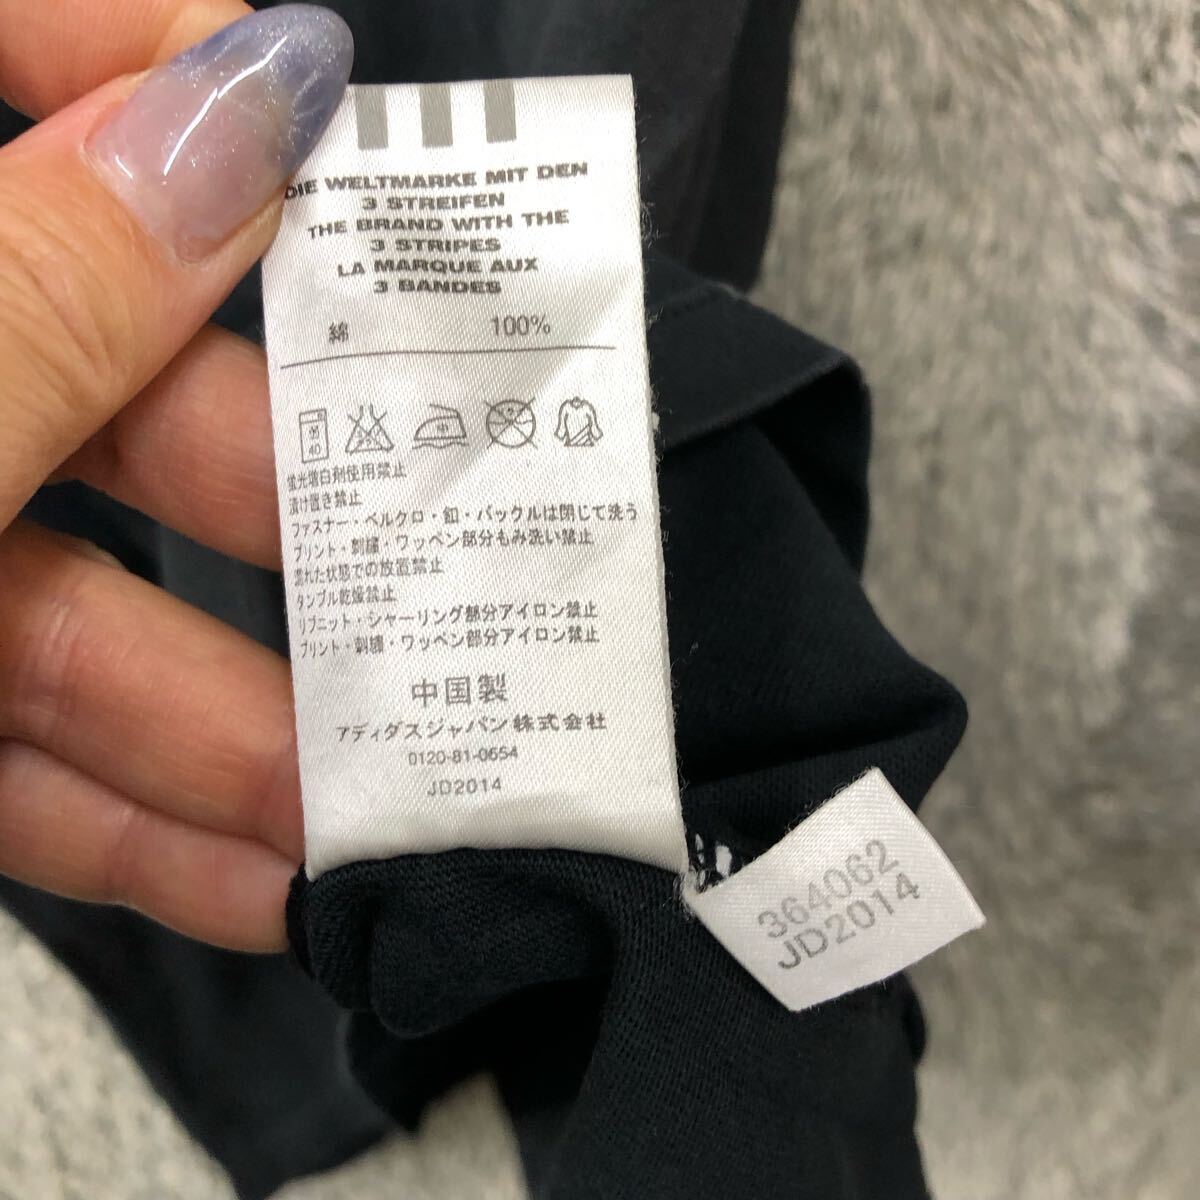 DIE WELTMARKE MIT DEN
3 STREIFEN
THE BRAND WITH THE
3 STRIPES
LA MARQUE AUX
3 BANDES
綿 100%
40 中
蛍光増白剤使用禁止
漬け置き禁止
ファスナー・ベルクロ・釦・バックルは閉じて洗う
プリント・刺繍・ワッペン部分もみ洗い禁止
濡れた状態での放置禁止
タンブル乾燥禁止
リブニット・シャーリング部分アイロン禁止
プリント・刺繍・ワッペン部分アイロン禁止
中国製
アディダスジャパン株式会社
0120-81-0654
JD2014
364062
JD2014